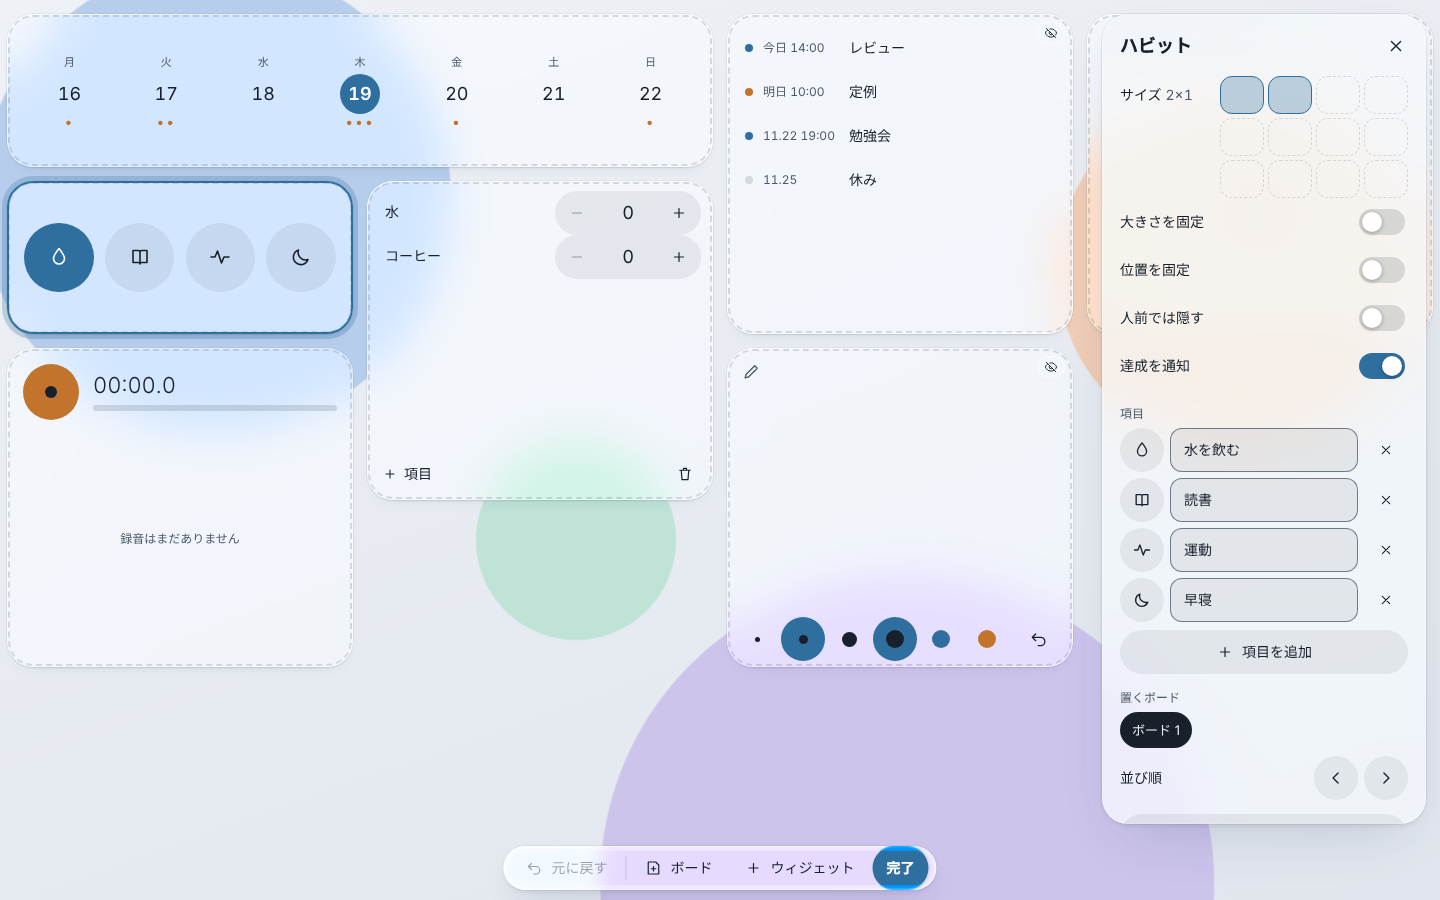 月 火 水 木 金 土 日
16 17 18 19 20 21 22
今日 14:00 レビュー
明日 10:00 定例
11.22 19:00 勉強会
11.25 休み
水 0
コーヒー 0
項目
00:00.0
録音はまだありません
ハビット
サイズ 2×1
大きさを固定
位置を固定
人前では隠す
達成を通知
項目
水を飲む
読書
運動
早寝
項目を追加
置くボード
ボード 1
並び順
元に戻す ボード ウィジェット 完了